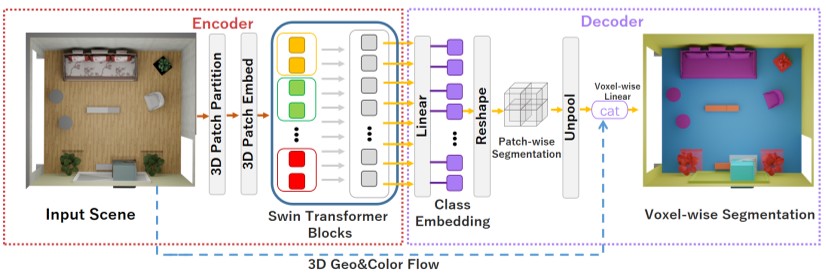 Encoder
Decoder
3D Patch Partition
3D Patch Embed
Linear
Reshape
Unpool
Voxel-wise
Linear
cat
Patch-wise
Segmentation
Input Scene
Swin Transformer
Blocks
Class
Embedding
Voxel-wise Segmentation
3D Geo&Color Flow